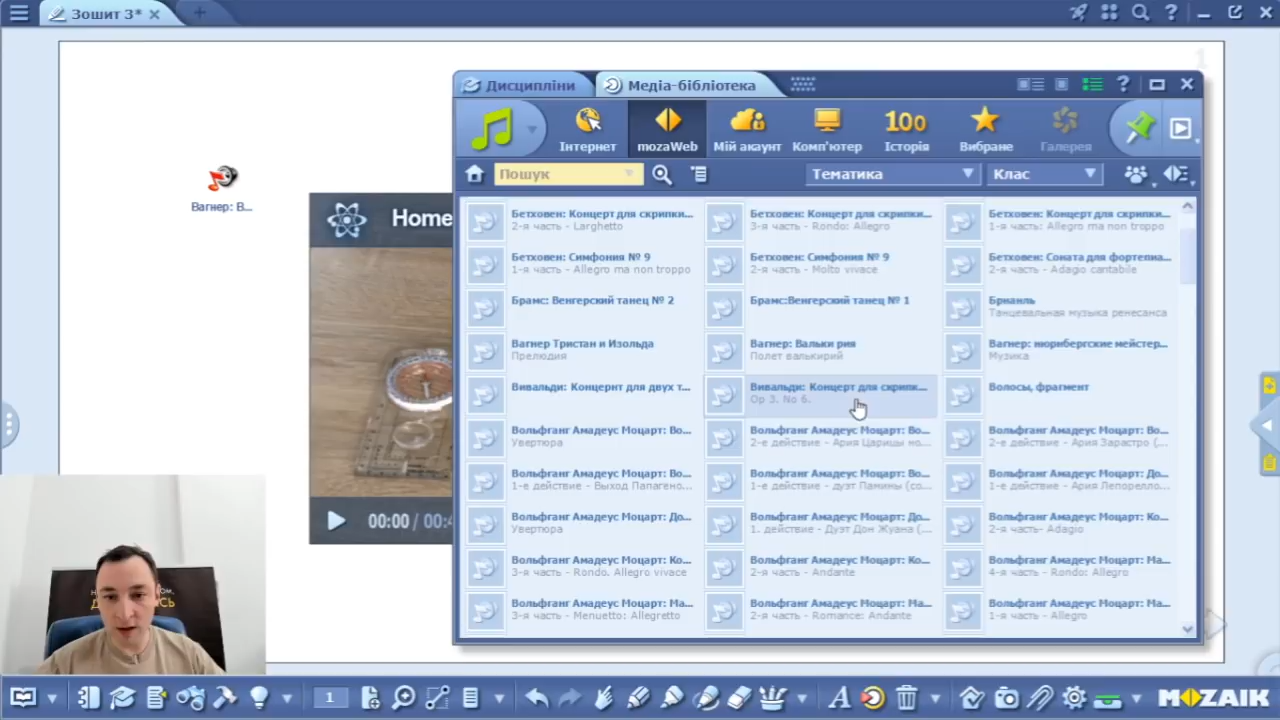 Зошит 3*
1
Дисципліни
Медіа-бібліотека
Інтернет
mozaWeb
Мій акаунт
Комп'ютер
100
Історія
Вибране
Галерея
Пошук
Тематика
Клас
Вагнер: В...
Home
00:00 / 00:4
Бетховен: Концерт для скрипки...
2-я часть - Larghetto
Бетховен: Концерт для скрипки...
3-я часть - Rondo: Allegro
Бетховен: Концерт для скрипки...
1-я часть: Allegro ma non troppo
Бетховен: Симфония № 9
1-я часть - Allegro ma non troppo
Бетховен: Симфония № 9
2-я часть - Molto vivace
Бетховен: Соната для фортепиа...
2-я часть - Adagio cantabile
Брамс: Венгерский танец № 2
Брамс:Венгерский танец № 1
Брианль
Танцевальная музыка ренесанса
Вагнер Тристан и Изольда
Прелюдия
Вагнер: Вальки рия
Полет валькирий
Вагнер: нюрибергские мейстер...
Музика
Вивальди: Концернт для двух т...
Вивальди: Концерт для скрипк...
Op 3. No 6.
Волосы, фрагмент
Вольфганг Амадеус Моцарт: Во...
Увертюра
Вольфганг Амадеус Моцарт: Во...
2-е действие - Ария Царицы но...
Вольфганг Амадеус Моцарт: Во...
2-е действие - Ария Зарастро (...
Вольфганг Амадеус Моцарт: Во...
1-е действие - Выход Папагено...
Вольфганг Амадеус Моцарт: Во...
1-е действие - дуэт Памины (со...
Вольфганг Амадеус Моцарт: До...
1-е действие - Ария Лепорелло...
Вольфганг Амадеус Моцарт: До...
Увертюра
Вольфганг Амадеус Моцарт: До...
1. действие - Дуэт Дон Жуана (...
Вольфганг Амадеус Моцарт: Ко...
2-я часть- Adagio
Вольфганг Амадеус Моцарт: Ко...
3-я часть - Rondo. Allegro vivace
Вольфганг Амадеус Моцарт: Ко...
2-я часть - Andante
Вольфганг Амадеус Моцарт: Ма...
4-я часть - Rondo: Allegro
Вольфганг Амадеус Моцарт: Ма...
3-я часть - Menuetto: Allegretto
Вольфганг Амадеус Моцарт: Ма...
2-я часть - Romance: Andante
Вольфганг Амадеус Моцарт: Ма...
1-я часть - Allegro
1
MOZAIK